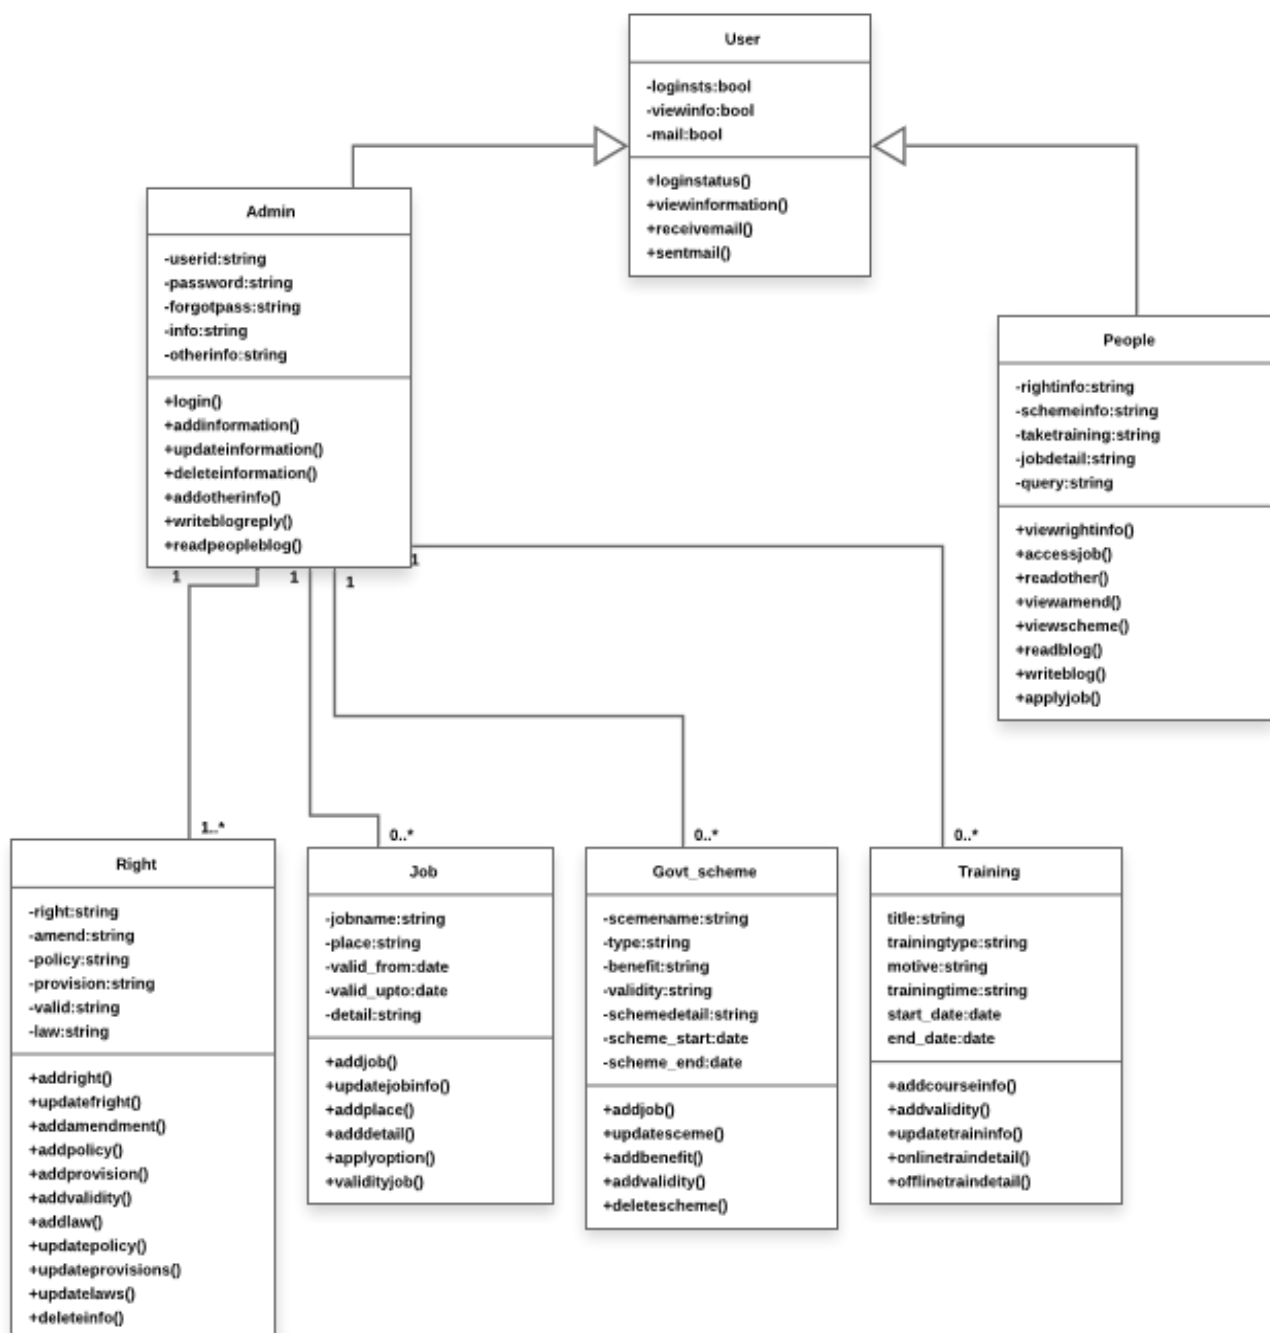 User
-loginsts:bool
-viewinfo:bool
-mail:bool
+loginstatus()
+viewinformation()
+receivemail()
+sentmail()
Admin
-userid:string
-password:string
-forgotpass:string
-info:string
-otherinfo:string
+login()
+addinformation()
+updateinformation()
+deleteinformation()
+addotherinfo()
+writeblogreply()
+readpeopleblog()
People
-rightinfo:string
-schemeinfo:string
-taketraining:string
-jobdetail:string
-query:string
+viewrightinfo()
+accessjob()
+readother()
+viewamend()
+viewscheme()
+readblog()
+writeblog()
+applyjob()
1
1
1
1
1..*
0..*
0..*
0..*
Right
-right:string
-amend:string
-policy:string
-provision:string
-valid:string
-law:string
+addright()
+updatefright()
+addamendment()
+addpolicy()
+addprovision()
+addvalidity()
+addlaw()
+updatepolicy()
+updateprovisions()
+updatelaws()
+deleteinfo()
Job
-jobname:string
-place:string
-valid_from:date
-valid_upto:date
-detail:string
+addjob()
+updatejobinfo()
+addplace()
+adddetail()
+applyoption()
+validityjob()
Govt_scheme
-scemename:string
-type:string
-benefit:string
-validity:string
-schemedetail:string
-scheme_start:date
-scheme_end:date
+addjob()
+updatesceme()
+addbenefit()
+addvalidity()
+deletescheme()
Training
title:string
trainingtype:string
motive:string
trainingtime:string
start_date:date
end_date:date
+addcourseinfo()
+addvalidity()
+updatetraininfo()
+onlinetraindetail()
+offlinetraindetail()